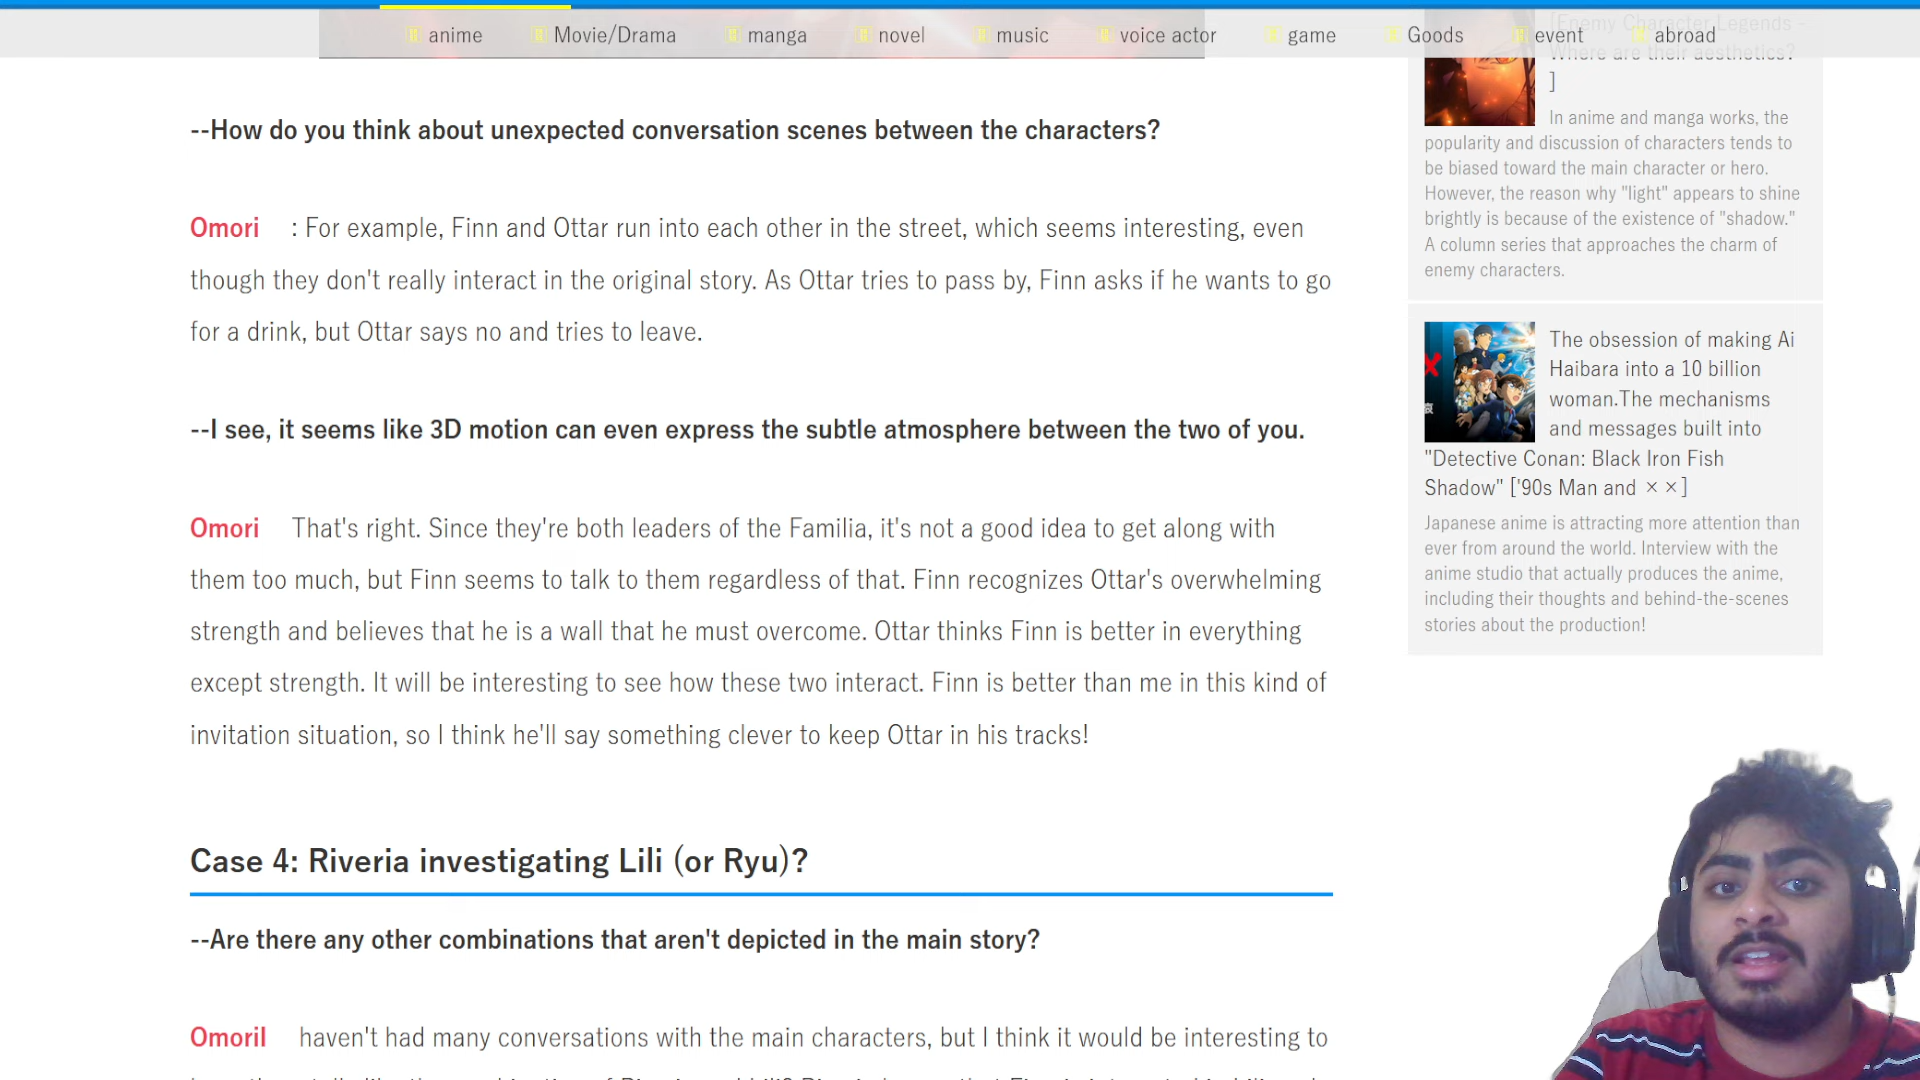 anime Movie/Drama manga novel music voice actor game Goods event abroad
--How do you think about unexpected conversation scenes between the characters?
Omori : For example, Finn and Ottar run into each other in the street, which seems interesting, even
though they don't really interact in the original story. As Ottar tries to pass by, Finn asks if he wants to go
for a drink, but Ottar says no and tries to leave.
--I see, it seems like 3D motion can even express the subtle atmosphere between the two of you.
Omori That's right. Since they're both leaders of the Familia, it's not a good idea to get along with
them too much, but Finn seems to talk to them regardless of that. Finn recognizes Ottar's overwhelming
strength and believes that he is a wall that he must overcome. Ottar thinks Finn is better in everything
except strength. It will be interesting to see how these two interact. Finn is better than me in this kind of
invitation situation, so I think he'll say something clever to keep Ottar in his tracks!
Case 4: Riveria investigating Lili (or Ryu)?
--Are there any other combinations that aren't depicted in the main story?
OmoriI haven't had many conversations with the main characters, but I think it would be interesting to
[Enemy Character Legends -
Where are their aesthetics?
]
In anime and manga works, the
popularity and discussion of characters tends to
be biased toward the main character or hero.
However, the reason why "light" appears to shine
brightly is because of the existence of "shadow."
A column series that approaches the charm of
enemy characters.
The obsession of making Ai
Haibara into a 10 billion
woman.The mechanisms
and messages built into
"Detective Conan: Black Iron Fish
Shadow" ['90s Man and ××]
Japanese anime is attracting more attention than
ever from around the world. Interview with the
anime studio that actually produces the anime,
including their thoughts and behind-the-scenes
stories about the production!